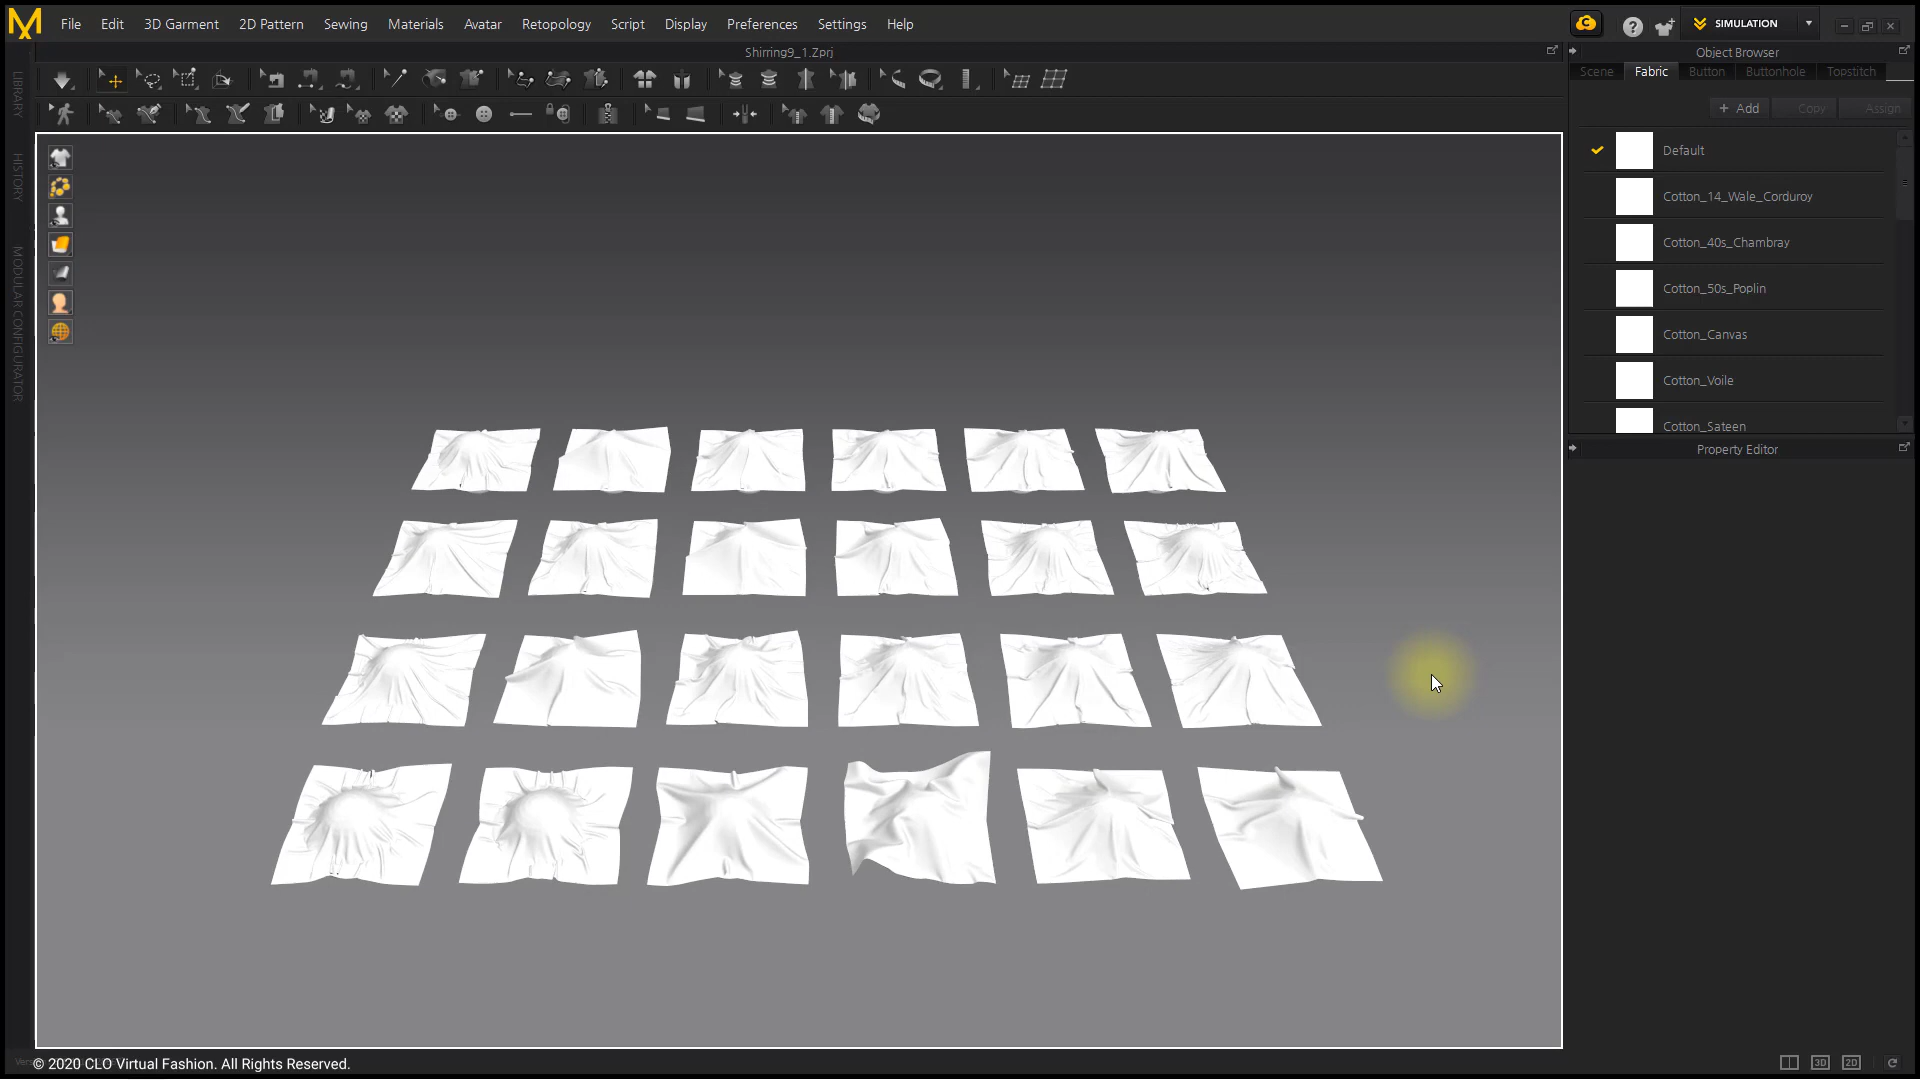 File Edit 3D Garment 2D Pattern Sewing Materials Avatar Retopology Script Display Preferences Settings Help
SIMULATION
Shirring9_1.Zprj
Object Browser
Scene Fabric Button Buttonhole Topstitch
+ Add Copy Assign
Default
Cotton_14_Wale_Corduroy
Cotton_40s_Chambray
Cotton_50s_Poplin
Cotton_Canvas
Cotton_Voile
Cotton_Sateen
Property Editor
LIBRARY
HISTORY
MODULAR CONFIGURATOR
© 2020 CLO Virtual Fashion. All Rights Reserved.
3D 2D